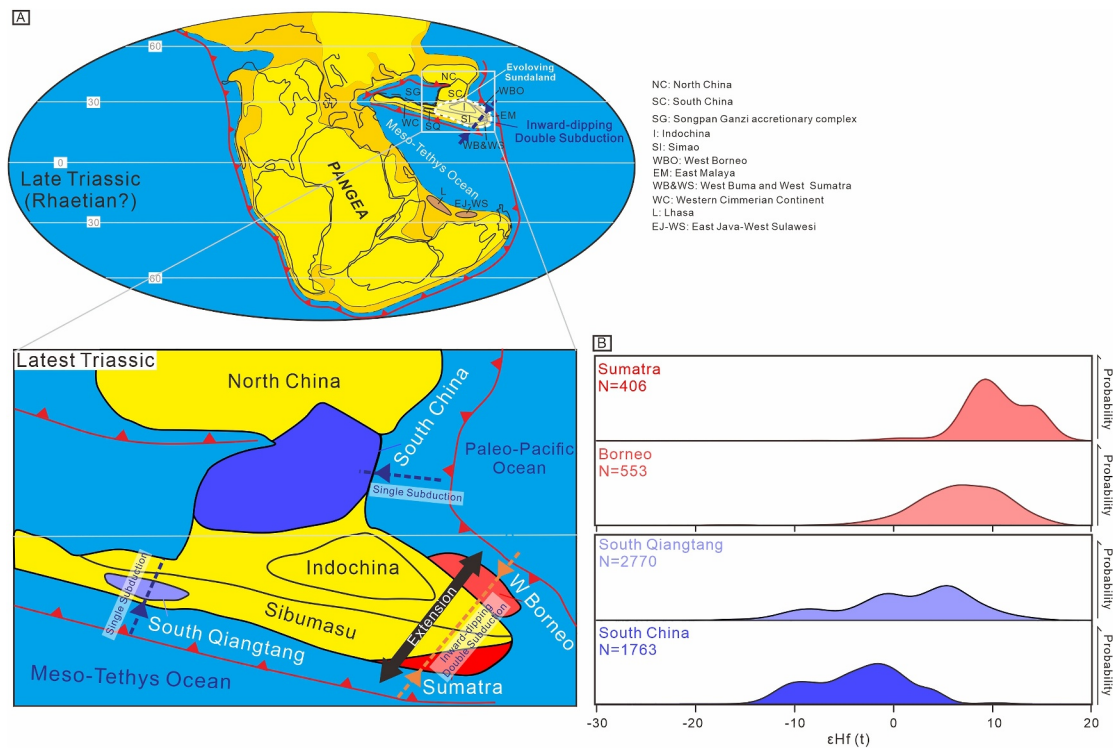 A
60
30
0
30
60
Late Triassic
(Rhaetian?)
PANGEA
Meso-Tethys Ocean
NC
SC
SG
SI
WC
SQ
WBO
EM
WB&WS
L
EJ-WS
Evoloving
Sundaland
Inward-dipping
Double Subduction
NC: North China
SC: South China
SG: Songpan Ganzi accretionary complex
I: Indochina
SI: Simao
WBO: West Borneo
EM: East Malaya
WB&WS: West Buma and West Sumatra
WC: Western Cimmerian Continent
L: Lhasa
EJ-WS: East Java-West Sulawesi
Latest Triassic
North China
South China
Paleo-Pacific
Ocean
Single Subduction
Indochina
Sibumasu
Single Subduction
South Qiangtang
Extension
Inward-dipping
Double Subduction
W Borneo
Sumatra
Meso-Tethys Ocean
B
Sumatra
N=406
Probability
Borneo
N=553
Probability
South Qiangtang
N=2770
Probability
South China
N=1763
Probability
-30
-20
-10
0
10
20
εHf (t)